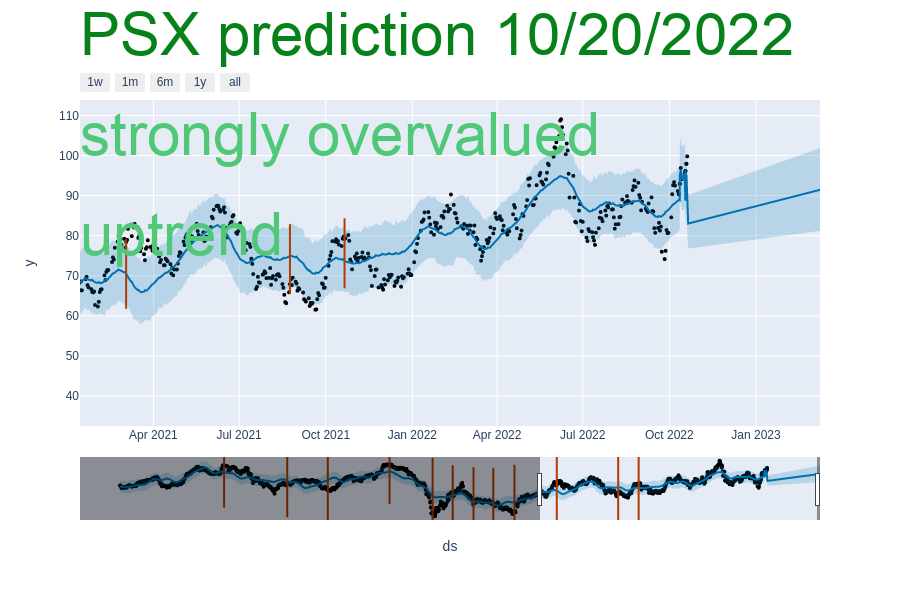 PSX prediction 10/20/2022
1w 1m 6m 1y all
110
strongly overvalued
100
90
80
uptrend
70
y
60
50
40
Apr 2021 Jul 2021 Oct 2021 Jan 2022 Apr 2022 Jul 2022 Oct 2022 Jan 2023
ds